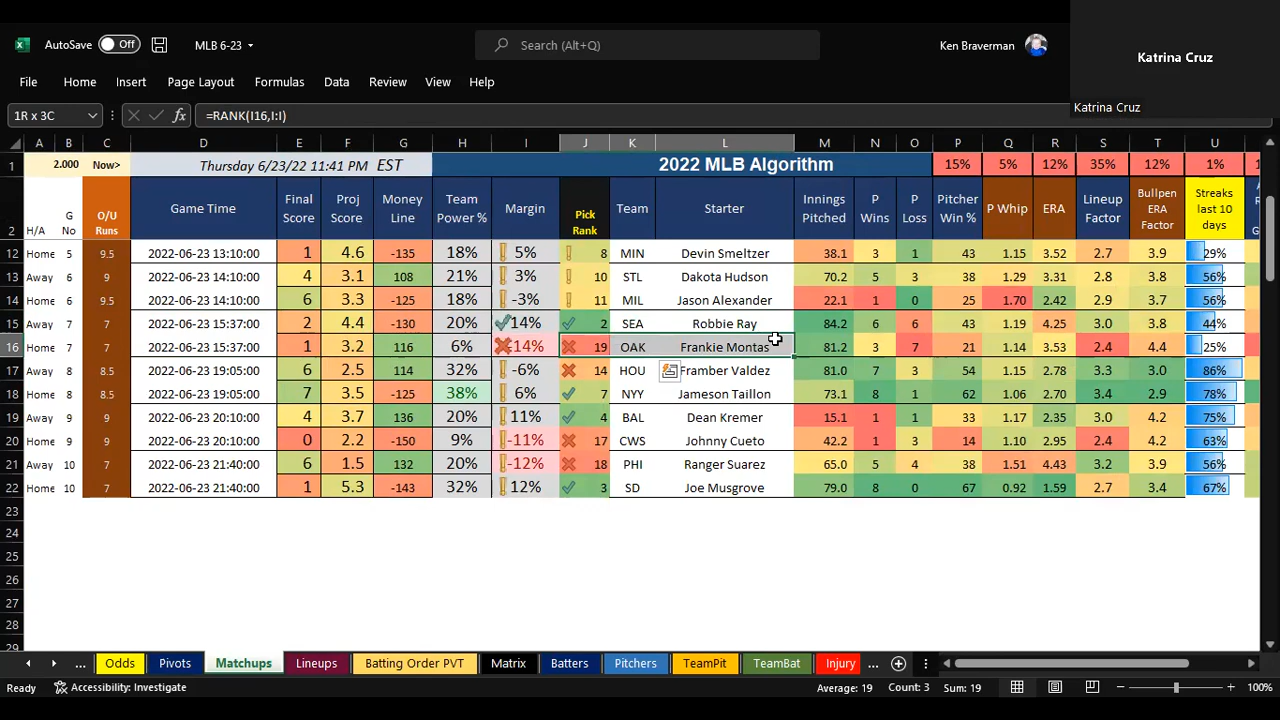 AutoSave Off MLB 6-23 Search (Alt+Q) Ken Braverman Katrina Cruz
Katrina Cruz
File Home Insert Page Layout Formulas Data Review View Help
1R x 3C fx =RANK(I16,I:I)
A B C D E F G H I J K L M N O P Q R S T U
1 2.000 Now> Thursday 6/23/22 11:41 PM EST 2022 MLB Algorithm 15% 5% 12% 35% 12% 1%
2 H/A G No O/U Runs Game Time Final Score Proj Score Money Line Team Power % Margin Pick Rank Team Starter Innings Pitched P Wins P Loss Pitcher Win % P Whip ERA Lineup Factor Bullpen ERA Factor Streaks last 10 days
12 Home 5 9.5 2022-06-23 13:10:00 1 4.6 -135 18% 5% 8 MIN Devin Smeltzer 38.1 3 1 43 1.15 3.52 2.7 3.9 29%
13 Away 6 9 2022-06-23 14:10:00 4 3.1 108 21% 3% 10 STL Dakota Hudson 70.2 5 3 38 1.29 3.31 2.8 3.8 56%
14 Home 6 9.5 2022-06-23 14:10:00 6 3.3 -125 18% -3% 11 MIL Jason Alexander 22.1 1 0 25 1.70 2.42 2.9 3.7 56%
15 Away 7 7 2022-06-23 15:37:00 2 4.4 -130 20% 14% 2 SEA Robbie Ray 84.2 6 6 43 1.19 4.25 3.0 3.8 44%
16 Home 7 7 2022-06-23 15:37:00 1 3.2 116 6% -14% 19 OAK Frankie Montas 81.2 3 7 21 1.14 3.53 2.4 4.4 25%
17 Away 8 8.5 2022-06-23 19:05:00 6 2.5 114 32% -6% 14 HOU Framber Valdez 81.0 7 3 54 1.15 2.78 3.3 3.0 86%
18 Home 8 8.5 2022-06-23 19:05:00 7 3.5 -125 38% 6% 7 NYY Jameson Taillon 73.1 8 1 62 1.06 2.70 3.4 2.9 78%
19 Away 9 9 2022-06-23 20:10:00 4 3.7 136 20% 11% 4 BAL Dean Kremer 15.1 1 1 33 1.17 2.35 3.0 4.2 75%
20 Home 9 9 2022-06-23 20:10:00 0 2.2 -150 9% -11% 17 CWS Johnny Cueto 42.2 1 3 14 1.10 2.95 2.4 4.2 63%
21 Away 10 7 2022-06-23 21:40:00 6 1.5 132 20% -12% 18 PHI Ranger Suarez 65.0 5 4 38 1.51 4.43 3.2 3.9 56%
22 Home 10 7 2022-06-23 21:40:00 1 5.3 -143 32% 12% 3 SD Joe Musgrove 79.0 8 0 67 0.92 1.59 2.7 3.4 67%
23
24
25
26
27
28
29
... Odds Pivots Matchups Lineups Batting Order PVT Matrix Batters Pitchers TeamPit TeamBat Injury ...
Ready Accessibility: Investigate Average: 19 Count: 3 Sum: 19 100%